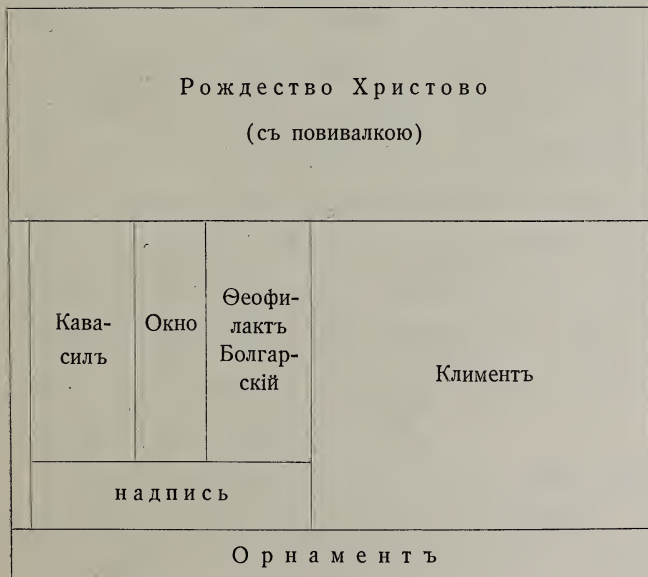 Рождество Христово
(съ повивалкою)
Кава-
силъ
Окно
Ѳеофи-
лактъ
Болгар-
скій
Климентъ
надпись
Орнаментъ